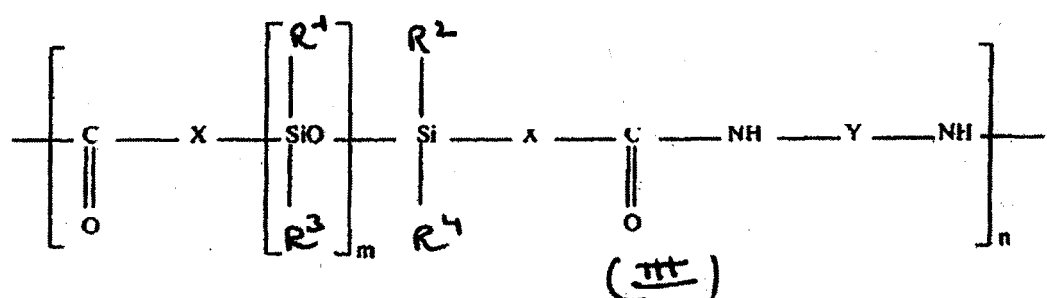 R¹ R²
C X SiO Si X C NH Y NH
O R³ m R⁴ O n
(III)